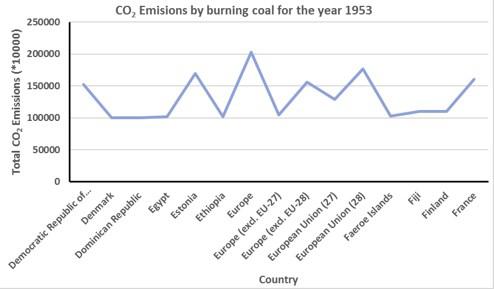 CO2 Emisions by burning coal for the year 1953
Total CO2 Emissions (*10000)
250000
200000
150000
100000
50000
0
Democratic Republic of...
Denmark
Dominican Republic
Egypt
Estonia
Ethiopia
Europe
Europe (excl. EU-27)
Europe (excl. EU-28)
European Union (27)
European Union (28)
Faeroe Islands
Fiji
Finland
France
Country